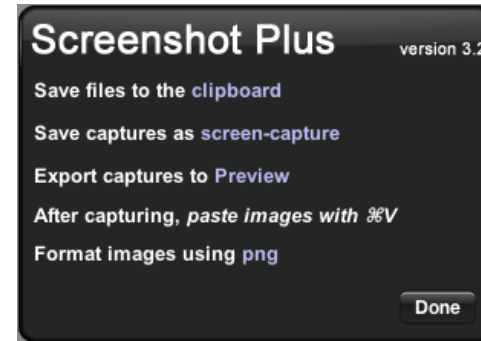 Screenshot Plus
version 3.2
Save files to the clipboard
Save captures as screen-capture
Export captures to Preview
After capturing, paste images with ⌘V
Format images using png
Done